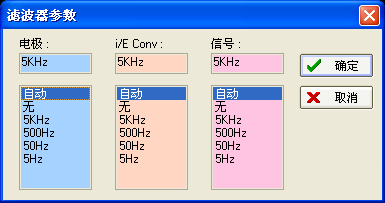 滤波器参数
电极 : i/E Conv : 信号 :
5KHz 5KHz 5KHz 确定
自动 自动 自动 取消
无 无 无
5KHz 5KHz 5KHz
500Hz 500Hz 500Hz
50Hz 50Hz 50Hz
5Hz 5Hz 5Hz